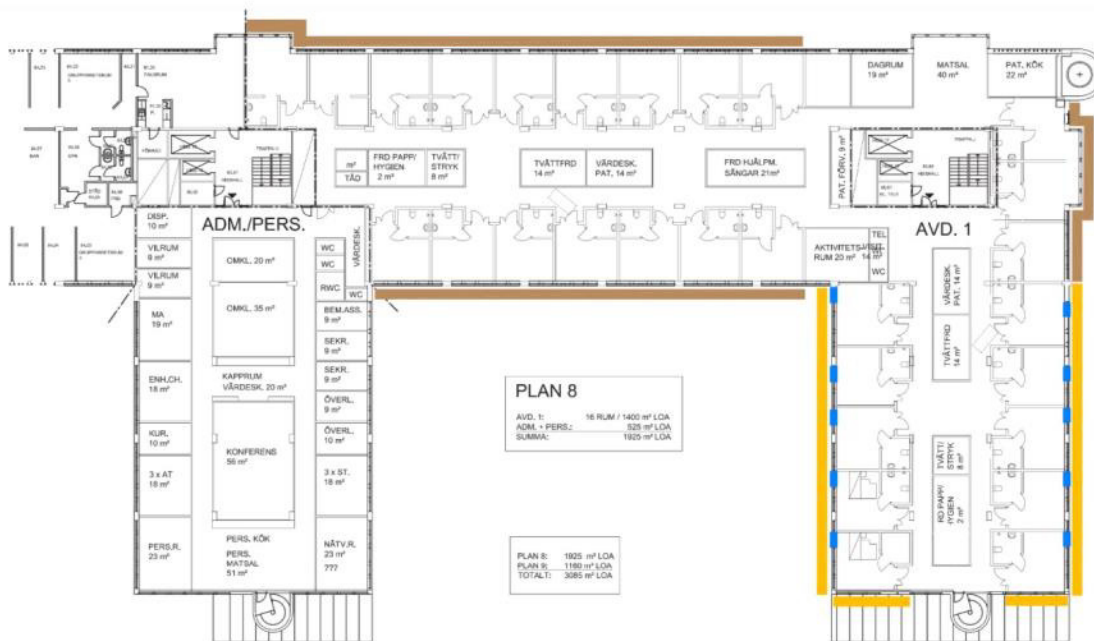 DAGRUM
19 m²
MATSAL
40 m²
PAT. KÖK
22 m²
FRD PAPP/
HYGIEN
2 m²
TVÄTT/
STRYK
8 m²
TVÄTTFRD
14 m²
VÄRDESK.
PAT. 14 m²
FRD HJÄLPM.
SÄNGAR 21m²
PAT. FÖRV. 9 m²
m²
TÄD
DISP.
10 m²
ADM./PERS.
VILRUM
9 m²
VILRUM
9 m²
MA
19 m²
ENH.CH.
18 m²
KUR.
10 m²
3 x AT
18 m²
PERS.R.
23 m²
OMKL. 20 m²
OMKL. 35 m²
KAPPRUM
VÄRDESK. 20 m²
KONFERENS
56 m²
PERS. KÖK
PERS.
MATSAL
51 m²
WC
WC
RWC
WC
VÄRDESK.
BEM.ASS.
9 m²
SEKR.
9 m²
SEKR.
9 m²
ÖVERL.
9 m²
ÖVERL.
10 m²
3 x ST.
18 m²
NÄTV.R.
23 m²
???
AKTIVITETS-
RUM 20 m²
TEL
14 m²
WC
AVD. 1
VÄRDESK.
PAT. 14 m²
TVÄTTFRD
14 m²
TVÄTT/
STRYK
8 m²
RD PAPP/
HYGIEN
2 m²
PLAN 8
AVD. 1: 16 RUM / 1400 m² LOA
ADM. + PERS.: 525 m² LOA
SUMMA: 1925 m² LOA
PLAN 8: 1925 m² LOA
PLAN 9: 1160 m² LOA
TOTALT: 3085 m² LOA